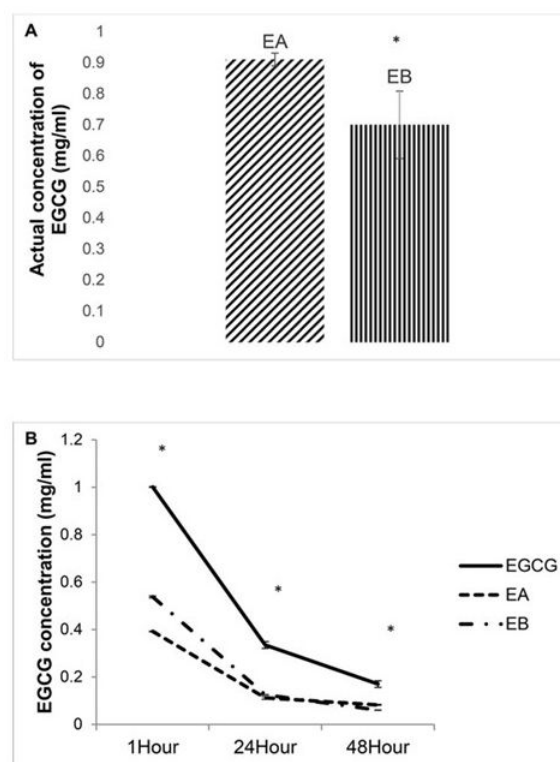 A
Actual concentration of
EGCG (mg/ml)
1
0.9
0.8
0.7
0.6
0.5
0.4
0.3
0.2
0.1
0
EA
*
EB
B
EGCG concentration (mg/ml)
1.2
1
0.8
0.6
0.4
0.2
0
*
*
*
1Hour 24Hour 48Hour
EGCG
EA
EB